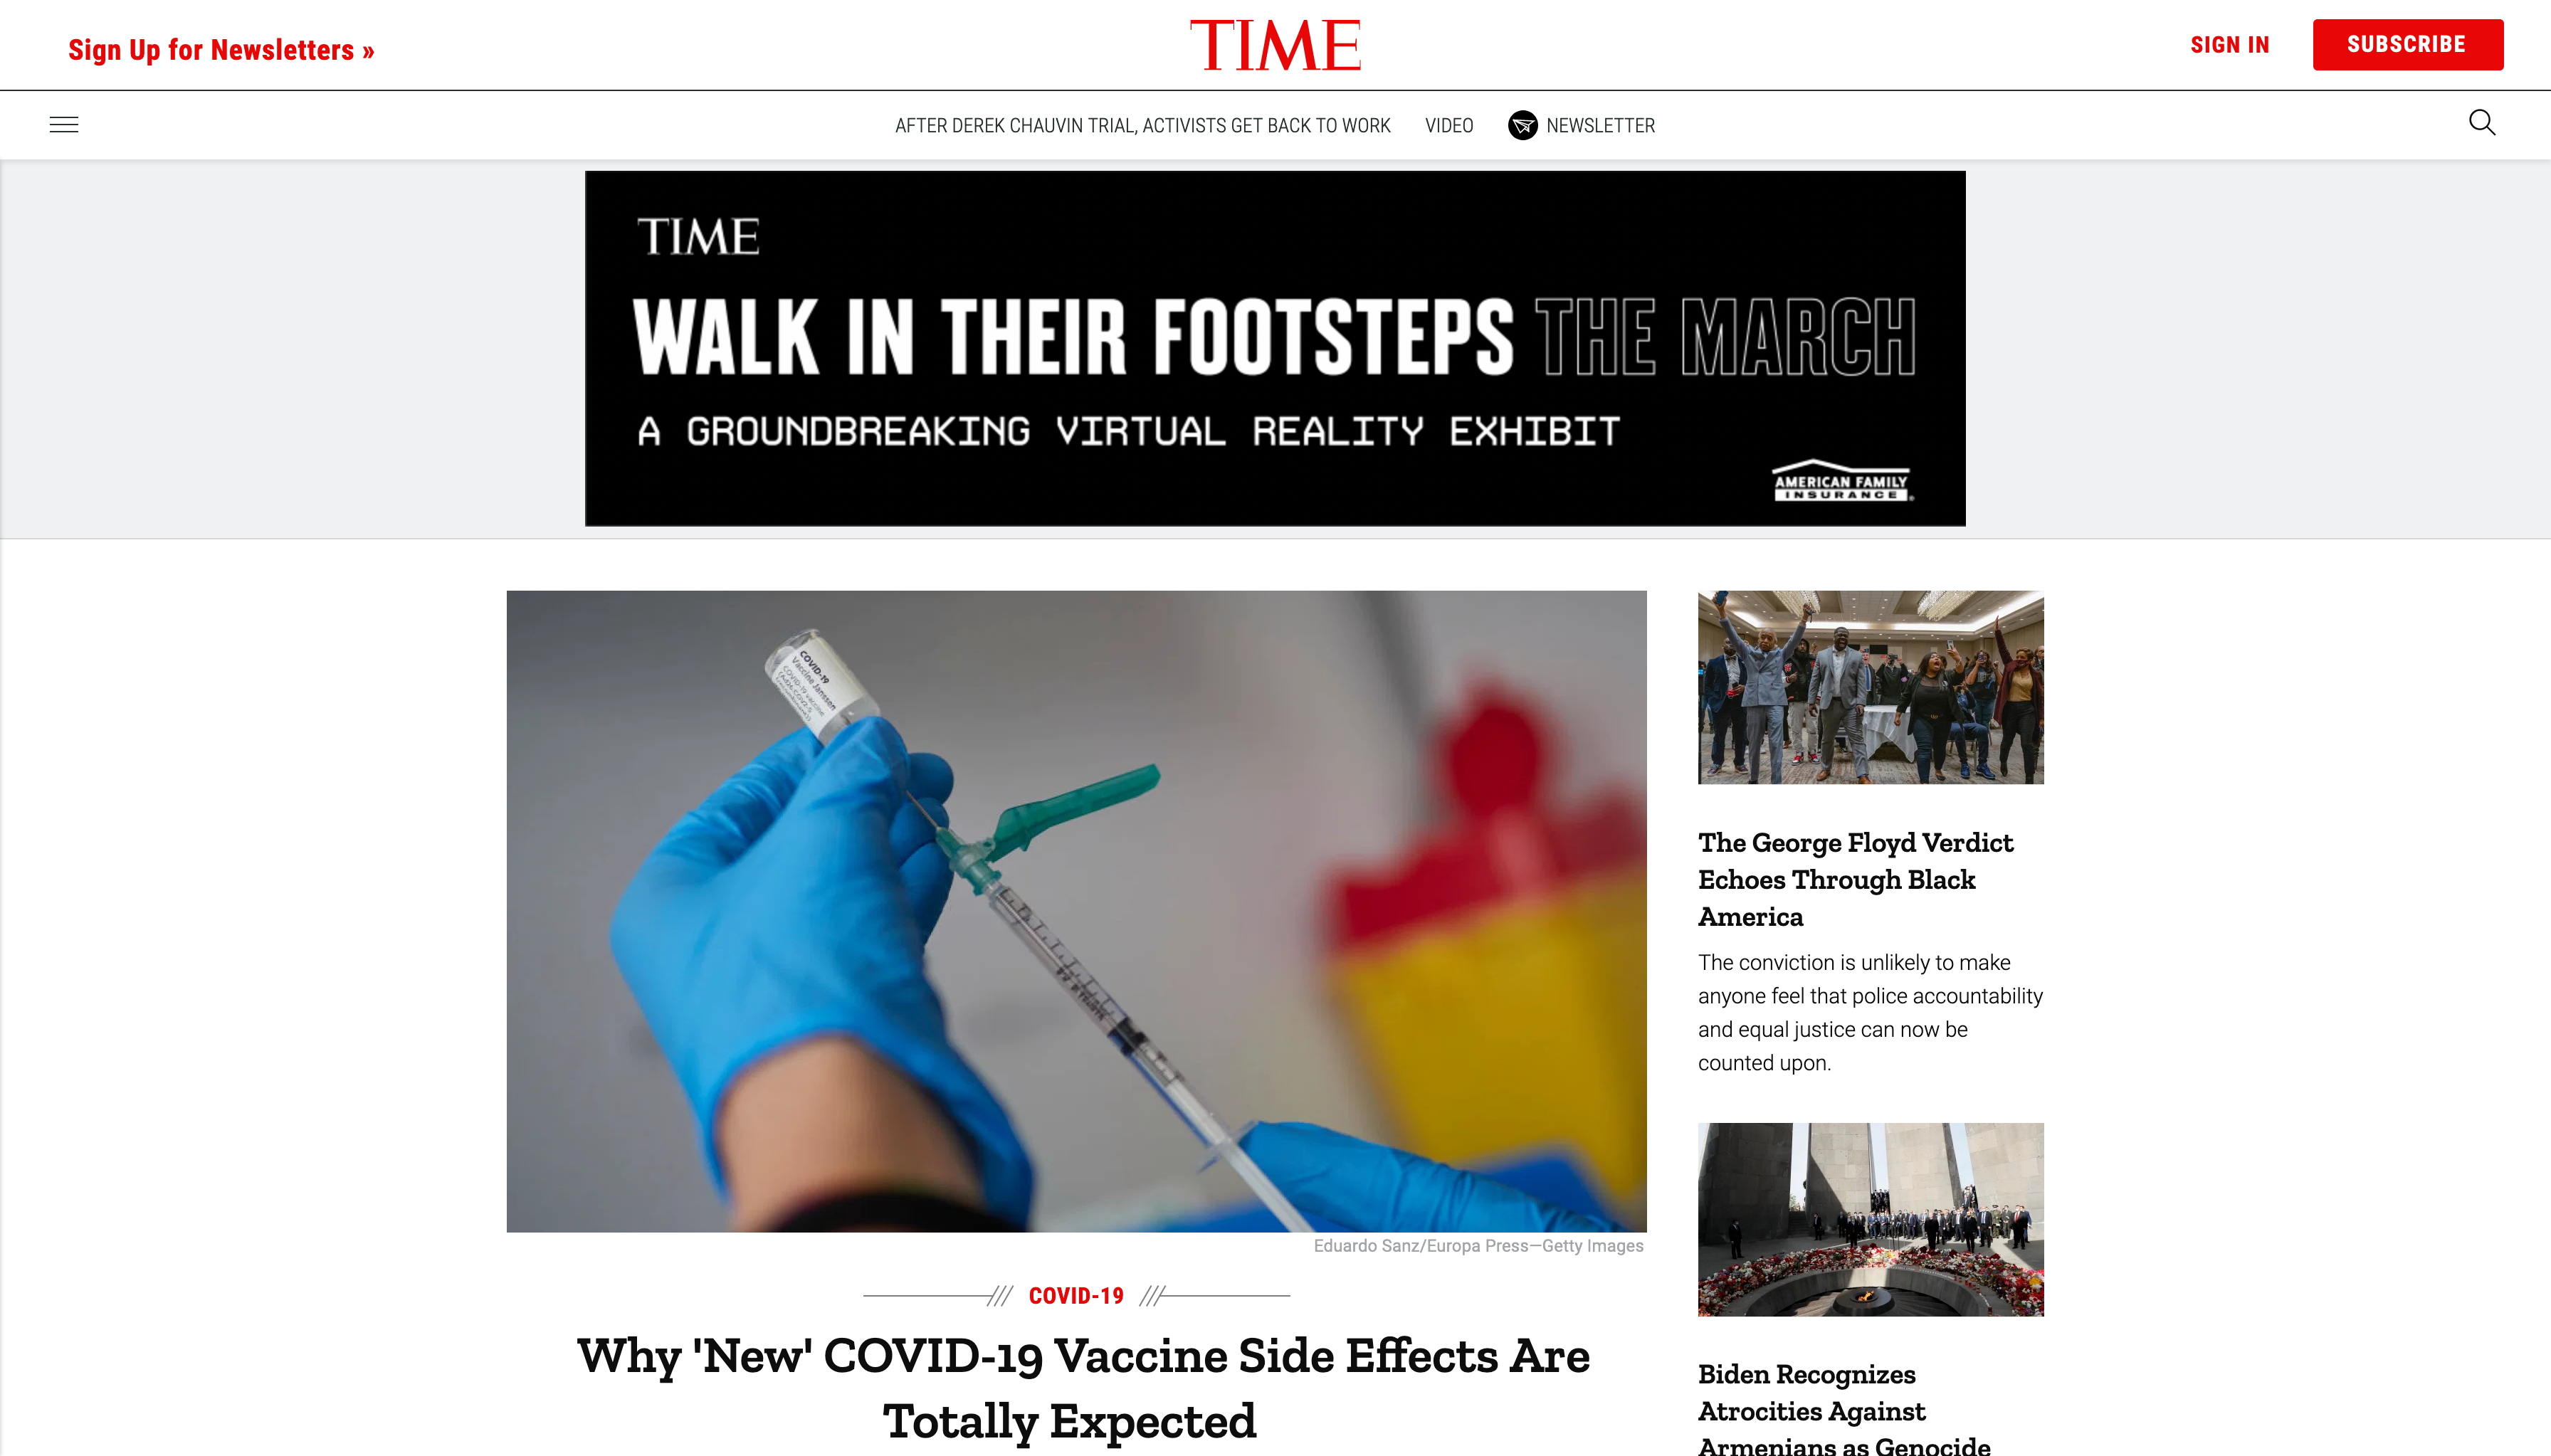 Sign Up for Newsletters »
TIME
SIGN IN
SUBSCRIBE
AFTER DEREK CHAUVIN TRIAL, ACTIVISTS GET BACK TO WORK
VIDEO
NEWSLETTER
TIME
WALK IN THEIR FOOTSTEPS THE MARCH
A GROUNDBREAKING VIRTUAL REALITY EXHIBIT
AMERICAN FAMILY
INSURANCE®
COVID-19
Vaccine Janssen
COVID-19 vaccine
Eduardo Sanz/Europa Press—Getty Images
COVID-19
Why 'New' COVID-19 Vaccine Side Effects Are
Totally Expected
The George Floyd Verdict
Echoes Through Black
America
The conviction is unlikely to make
anyone feel that police accountability
and equal justice can now be
counted upon.
Biden Recognizes
Atrocities Against
Armenians as Genocide